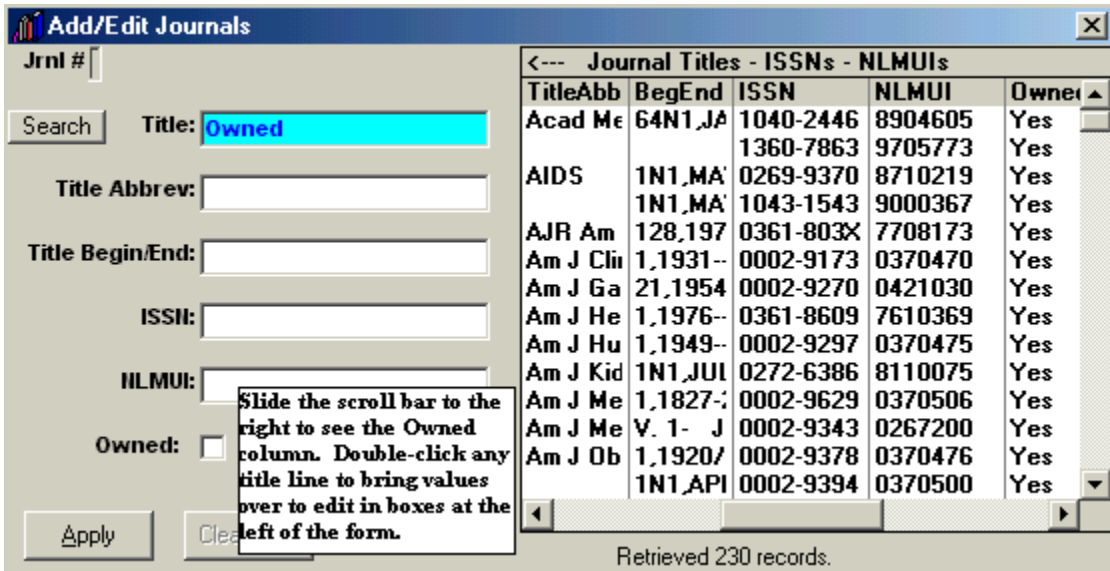 Add/Edit Journals
Jrnl #
Search Title: Owned
Title Abbrev:
Title Begin/End:
ISSN:
NLMUI:
Owned:
Slide the scroll bar to the
right to see the Owned
column. Double-click any
title line to bring values
over to edit in boxes at the
left of the form.
Apply Clea
<--- Journal Titles - ISSNs - NLMUIs
TitleAbb BegEnd ISSN NLMUI Owned
Acad Me 64N1,JA 1040-2446 8904605 Yes
1360-7863 9705773 Yes
AIDS 1N1,MA 0269-9370 8710219 Yes
1N1,MA 1043-1543 9000367 Yes
AJR Am 128,197 0361-803X 7708173 Yes
Am J Cli 1,1931-- 0002-9173 0370470 Yes
Am J Ga 21,1954 0002-9270 0421030 Yes
Am J He 1,1976-- 0361-8609 7610369 Yes
Am J Hu 1,1949-- 0002-9297 0370475 Yes
Am J Kid 1N1,JUL 0272-6386 8110075 Yes
Am J Me 1,1827-2 0002-9629 0370506 Yes
Am J Me V. 1- J 0002-9343 0267200 Yes
Am J Ob 1,1920/ 0002-9378 0370476 Yes
1N1,API 0002-9394 0370500 Yes
Retrieved 230 records.